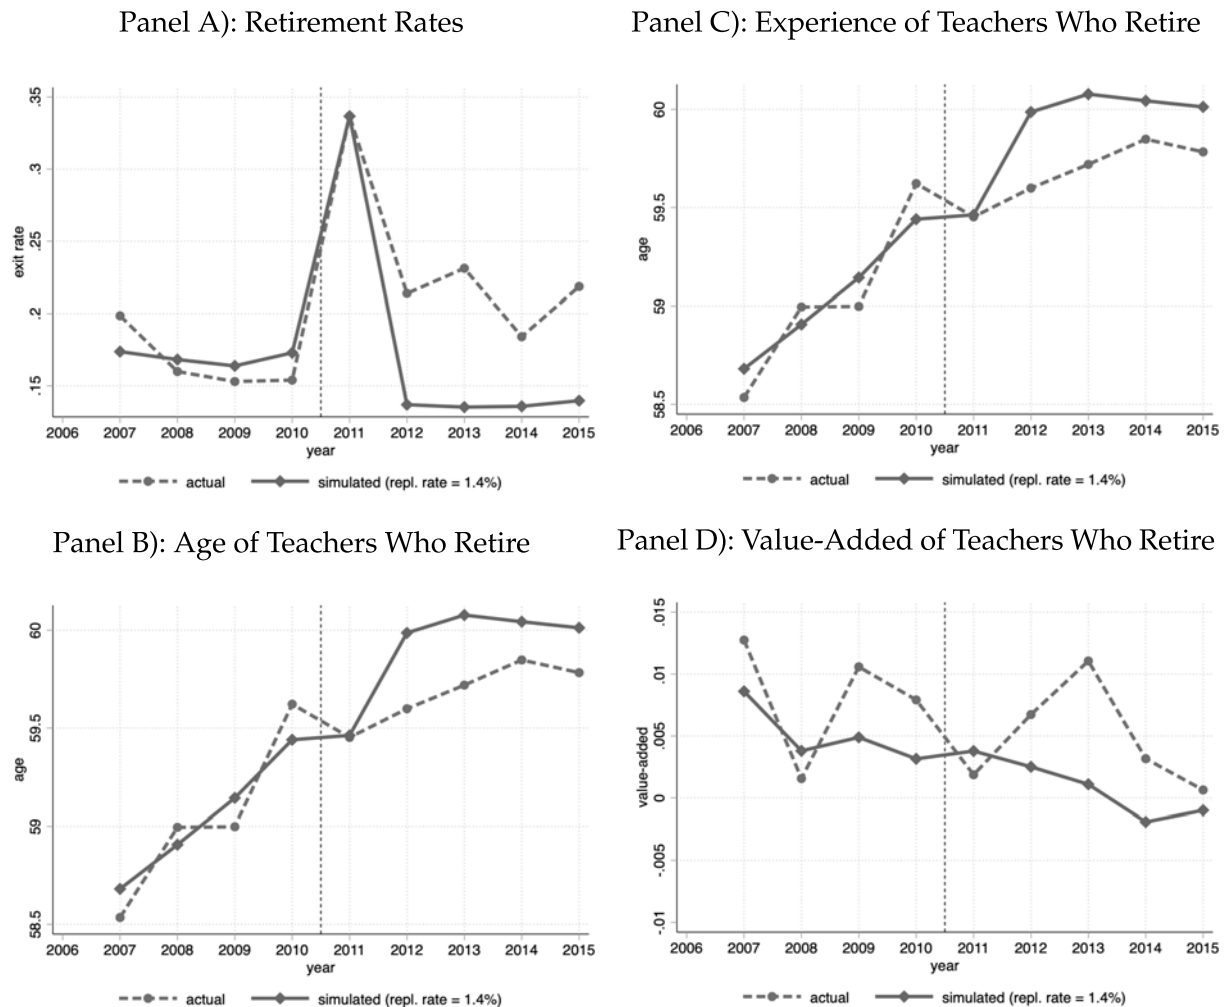 Panel A): Retirement Rates
.35
.3
.25
.2
.15
exit rate
2006 2007 2008 2009 2010 2011 2012 2013 2014 2015
year
actual simulated (repl. rate = 1.4%)
Panel C): Experience of Teachers Who Retire
60
59.5
59
58.5
age
2006 2007 2008 2009 2010 2011 2012 2013 2014 2015
year
actual simulated (repl. rate = 1.4%)
Panel B): Age of Teachers Who Retire
60
59.5
59
58.5
age
2006 2007 2008 2009 2010 2011 2012 2013 2014 2015
year
actual simulated (repl. rate = 1.4%)
Panel D): Value-Added of Teachers Who Retire
.015
.01
.005
0
-.005
-.01
value-added
2006 2007 2008 2009 2010 2011 2012 2013 2014 2015
year
actual simulated (repl. rate = 1.4%)